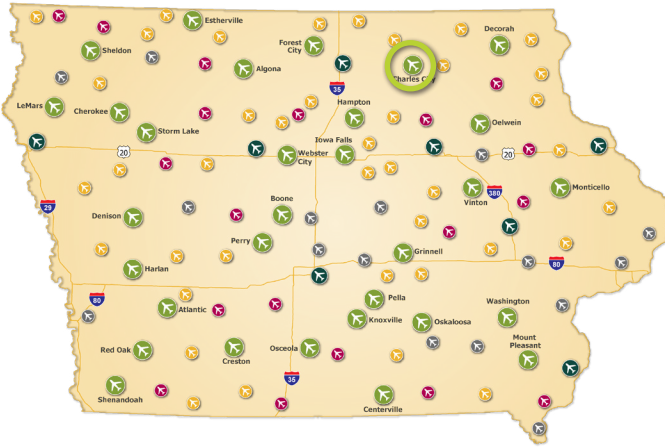 Estherville
Decorah
Forest
City
Sheldon
Algona
Charles City
35
LeMars
Cherokee
Hampton
Oelwein
Storm Lake
Iowa Falls
20
Webster
City
20
380
Monticello
Vinton
29
Boone
Denison
Perry
Grinnell
80
Harlan
80
Pella
Washington
Atlantic
Knoxville
Oskaloosa
Mount
Pleasant
Red Oak
Creston
Osceola
35
Shenandoah
Centerville